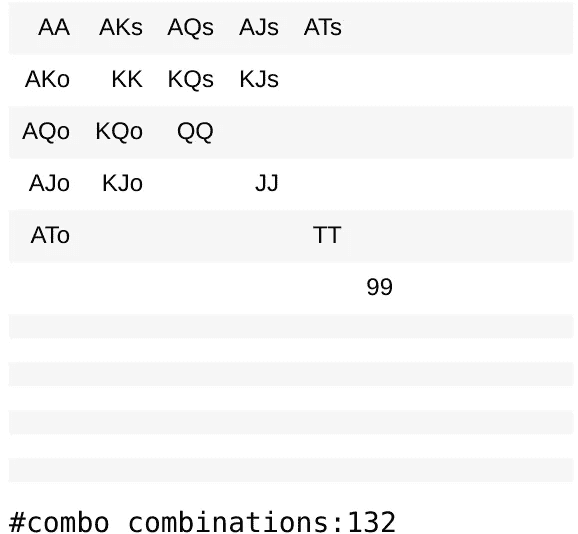 AA AKs AQs AJs ATs
AKo KK KQs KJs
AQo KQo QQ
AJo KJo JJ
ATo TT
99
#combo combinations:132